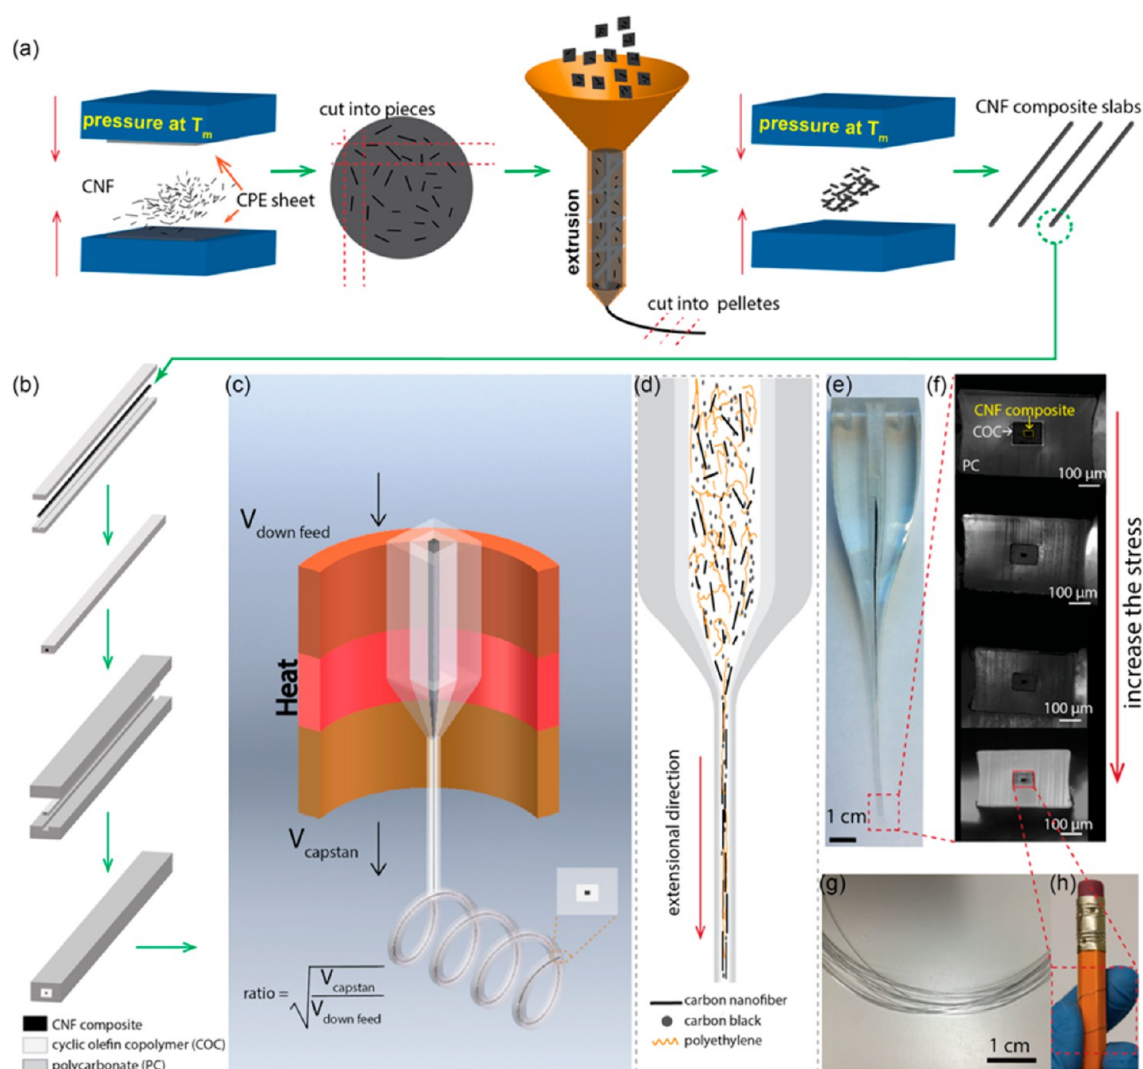 (a)
pressure at Tm
CNF
CPE sheet
cut into pieces
extrusion
cut into pelletes
pressure at Tm
CNF composite slabs
(b)
CNF composite
cyclic olefin copolymer (COC)
polycarbonate (PC)
(c)
Vdown feed
Heat
Vcapstan
ratio = √
Vcapstan
Vdown feed
(d)
extensional direction
carbon nanofiber
carbon black
polyethylene
(e)
1 cm
(f)
CNF composite
COC→
PC
100 μm
100 μm
100 μm
100 μm
increase the stress
(g)
1 cm
(h)